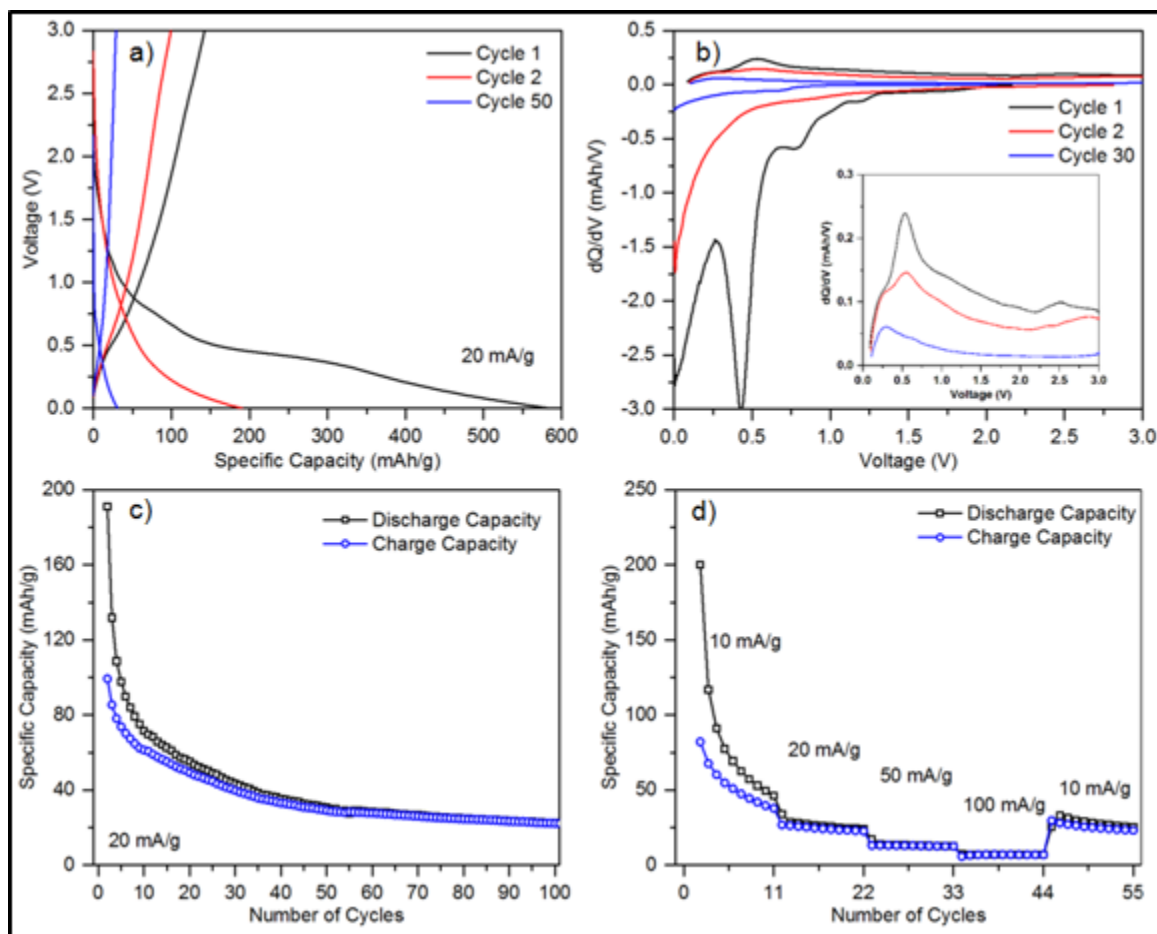 a)
Cycle 1
Cycle 2
Cycle 50
20 mA/g
3.0
2.5
2.0
1.5
1.0
0.5
0.0
Voltage (V)
0 100 200 300 400 500 600
Specific Capacity (mAh/g)
b)
Cycle 1
Cycle 2
Cycle 30
0.5
0.0
-0.5
-1.0
-1.5
-2.0
-2.5
-3.0
dQ/dV (mAh/V)
0.0 0.5 1.0 1.5 2.0 2.5 3.0
Voltage (V)
0.3
0.2
0.1
0.0
dQ/dV (mAh/V)
0.0 0.5 1.0 1.5 2.0 2.5 3.0
Voltage (V)
c)
Discharge Capacity
Charge Capacity
20 mA/g
200
160
120
80
40
0
Specific Capacity (mAh/g)
0 10 20 30 40 50 60 70 80 90 100
Number of Cycles
d)
Discharge Capacity
Charge Capacity
10 mA/g
20 mA/g
50 mA/g
100 mA/g
10 mA/g
250
200
150
100
50
0
Specific Capacity (mAh/g)
0 11 22 33 44 55
Number of Cycles